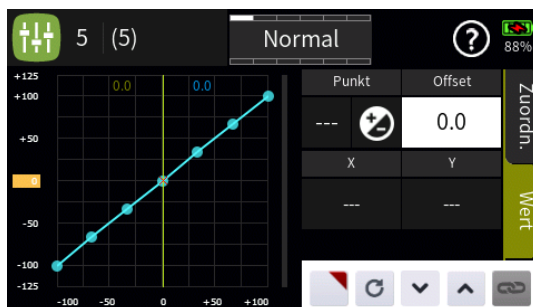 5 (5)
Normal
?
88%
+125
+100
+50
0
-50
-100
-125
0.0 0.0
-100 -50 0 +50 +100
Punkt Offset
--- 0.0
X Y
--- ---
Zuordn.
Wert